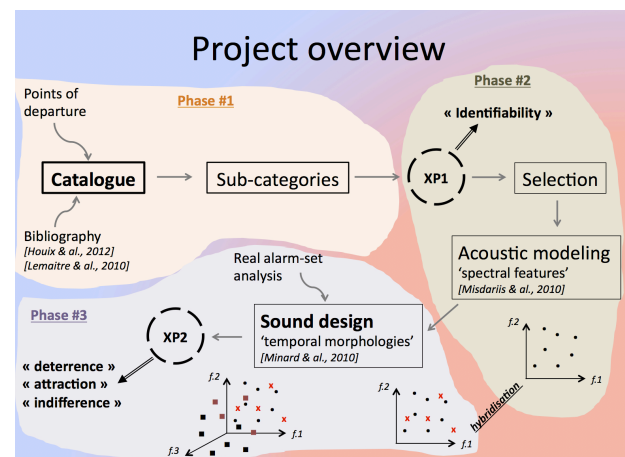 Project overview
Points of
departure
Phase #1
Catalogue
Sub-categories
Bibliography
[Houix & al., 2012]
[Lemaitre & al., 2010]
Phase #2
« Identifiability »
XP1
Selection
Acoustic modeling
‘spectral features’
[Misdariis & al., 2010]
f.2
f.1
hybridisation
Real alarm-set
analysis
Sound design
‘temporal morphologies’
[Minard & al., 2010]
f.2
x
x
x
x
x
f.1
Phase #3
XP2
« deterrence »
« attraction »
« indifference »
f.2
x
x
x
x
f.1
f.3